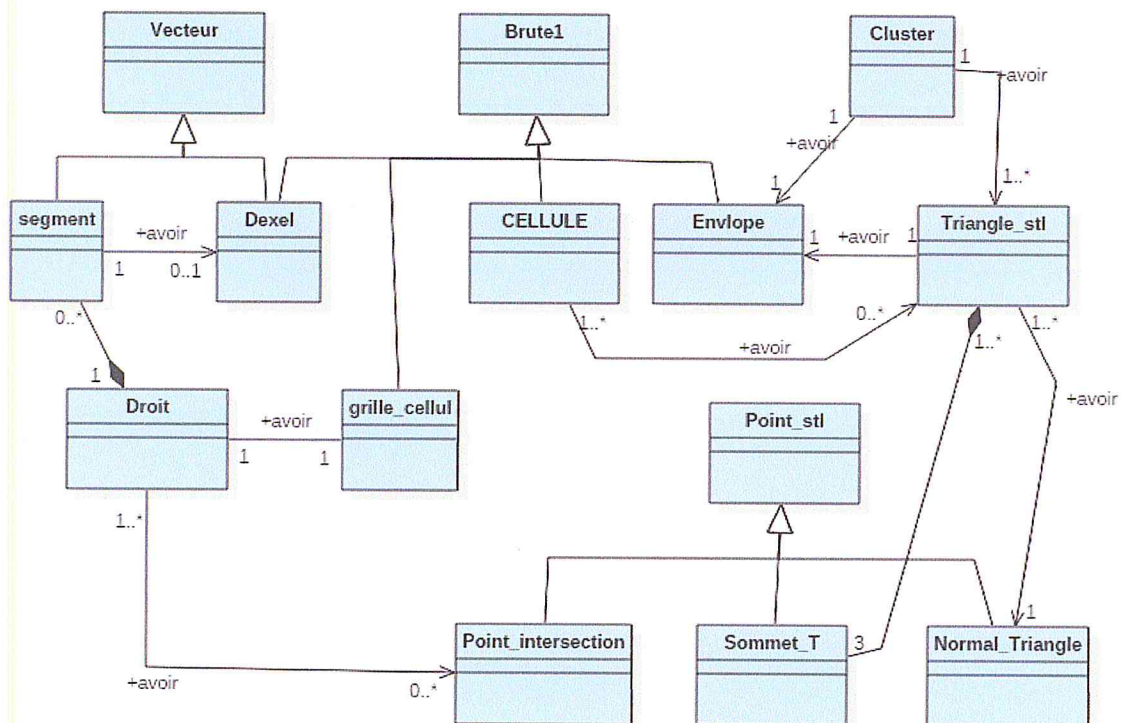 Vecteur
Brute1
Cluster
1
+avoir
1
+avoir
1
1..*
segment
Dexel
CELLULE
Envlope
Triangle_stl
+avoir
1
0..1
1
+avoir
1
0..*
1..*
0..*
+avoir
1..*
1..*
+avoir
1
Droit
grille_cellul
+avoir
1
1
Point_stl
1..*
Point_intersection
Sommet_T
3
1
Normal_Triangle
+avoir
0..*